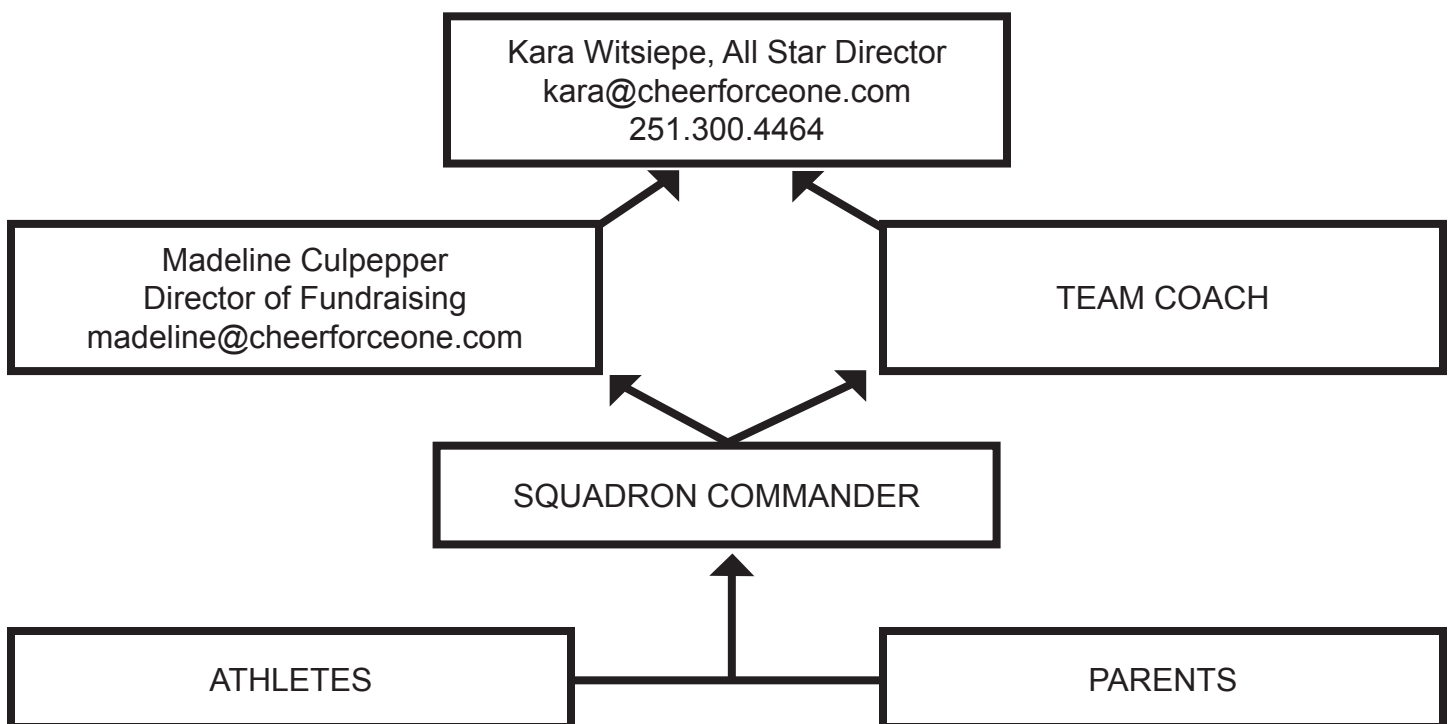 Kara Witsiepe, All Star Director
kara@cheerforceone.com
251.300.4464
Madeline Culpepper
Director of Fundraising
madeline@cheerforceone.com
TEAM COACH
SQUADRON COMMANDER
ATHLETES
PARENTS